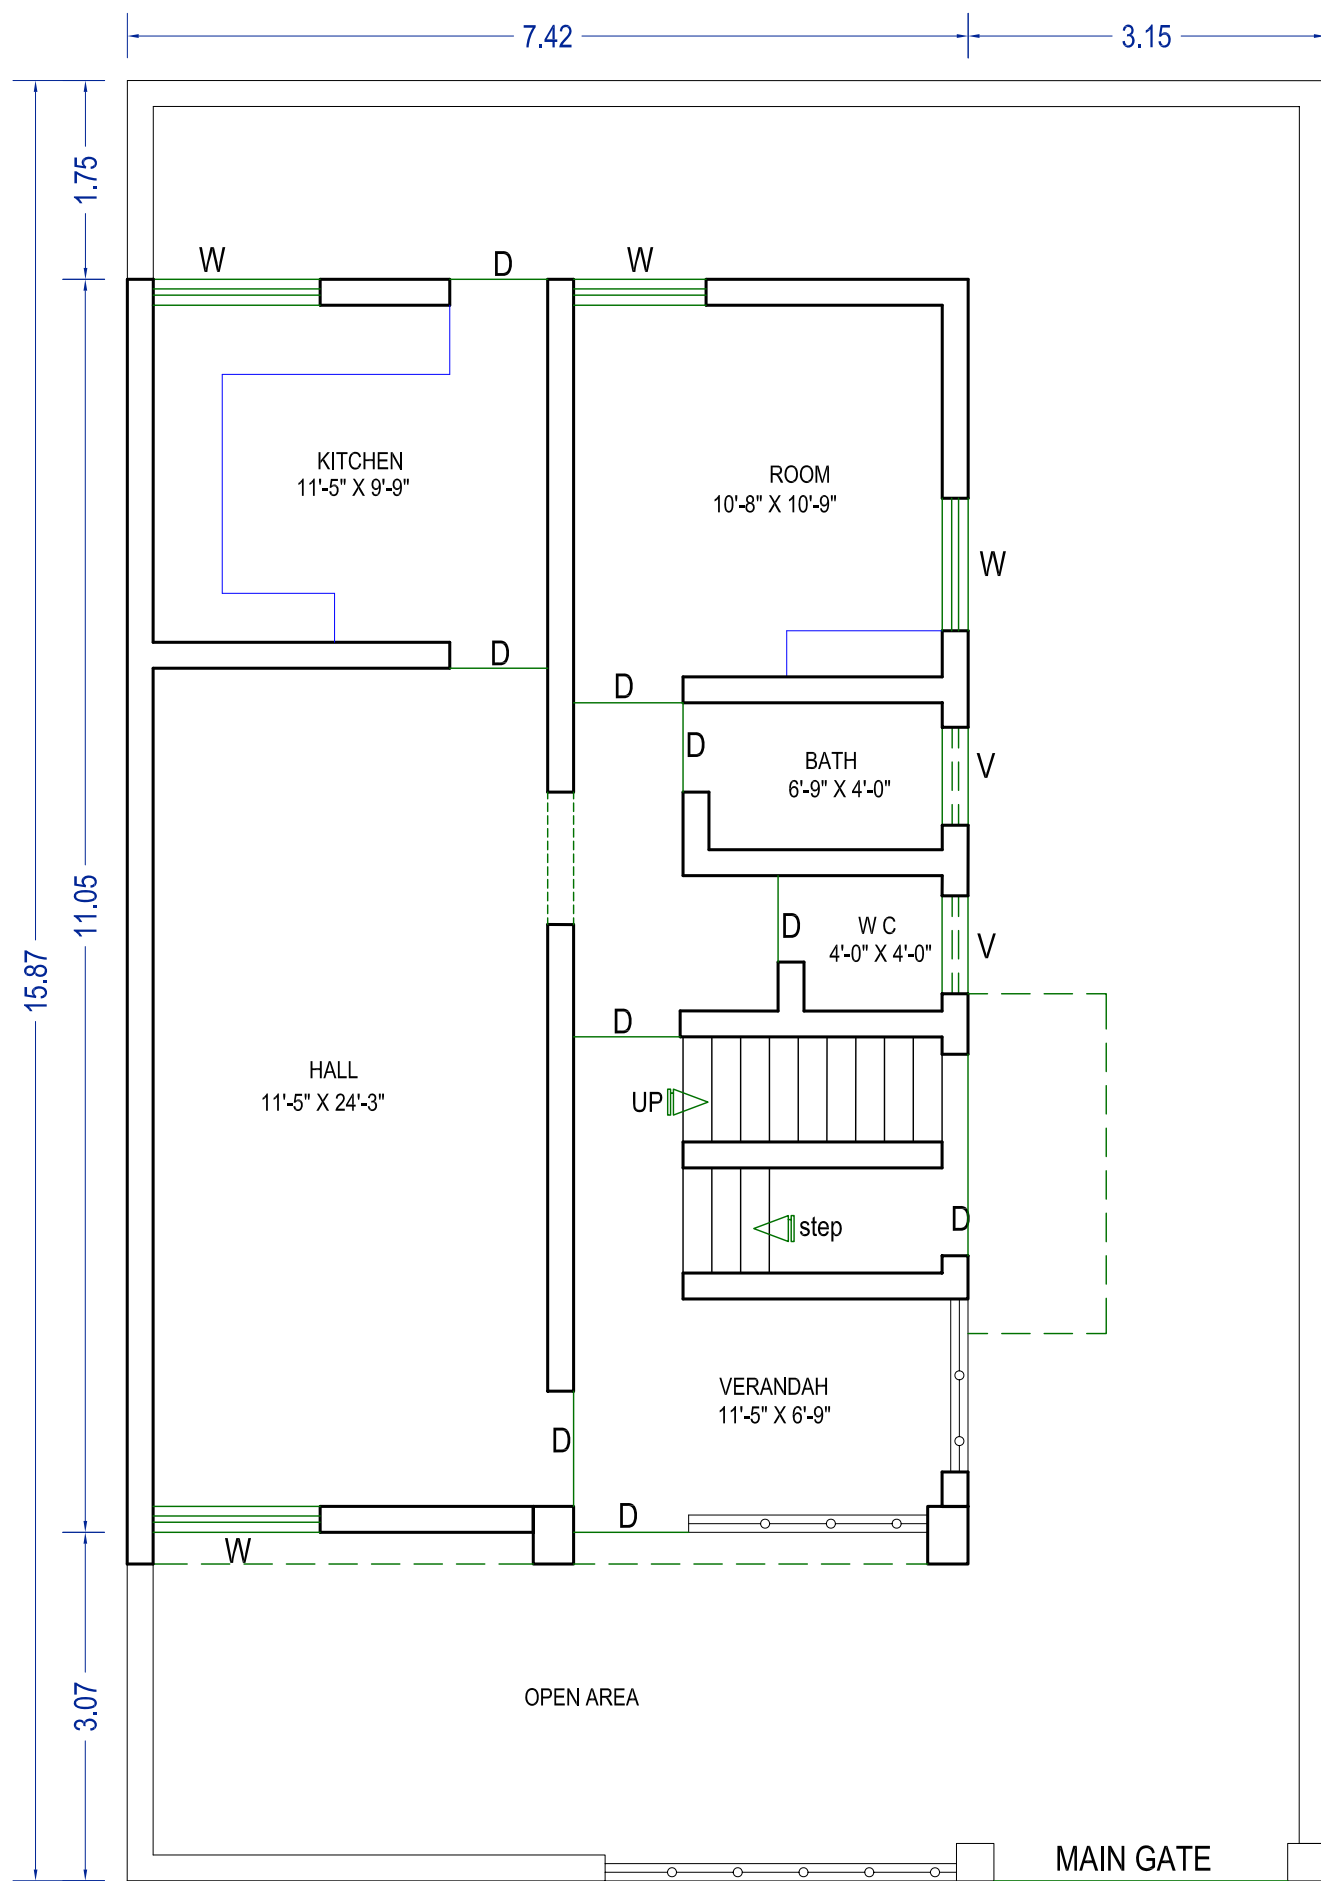 7.42
3.15
1.75
W
D
W
KITCHEN
11'-5" X 9'-9"
ROOM
10'-8" X 10'-9"
W
D
D
D
BATH
6'-9" X 4'-0"
V
11.05
15.87
D
W C
4'-0" X 4'-0"
V
D
HALL
11'-5" X 24'-3"
UP
D
step
VERANDAH
11'-5" X 6'-9"
D
D
W
OPEN AREA
3.07
MAIN GATE